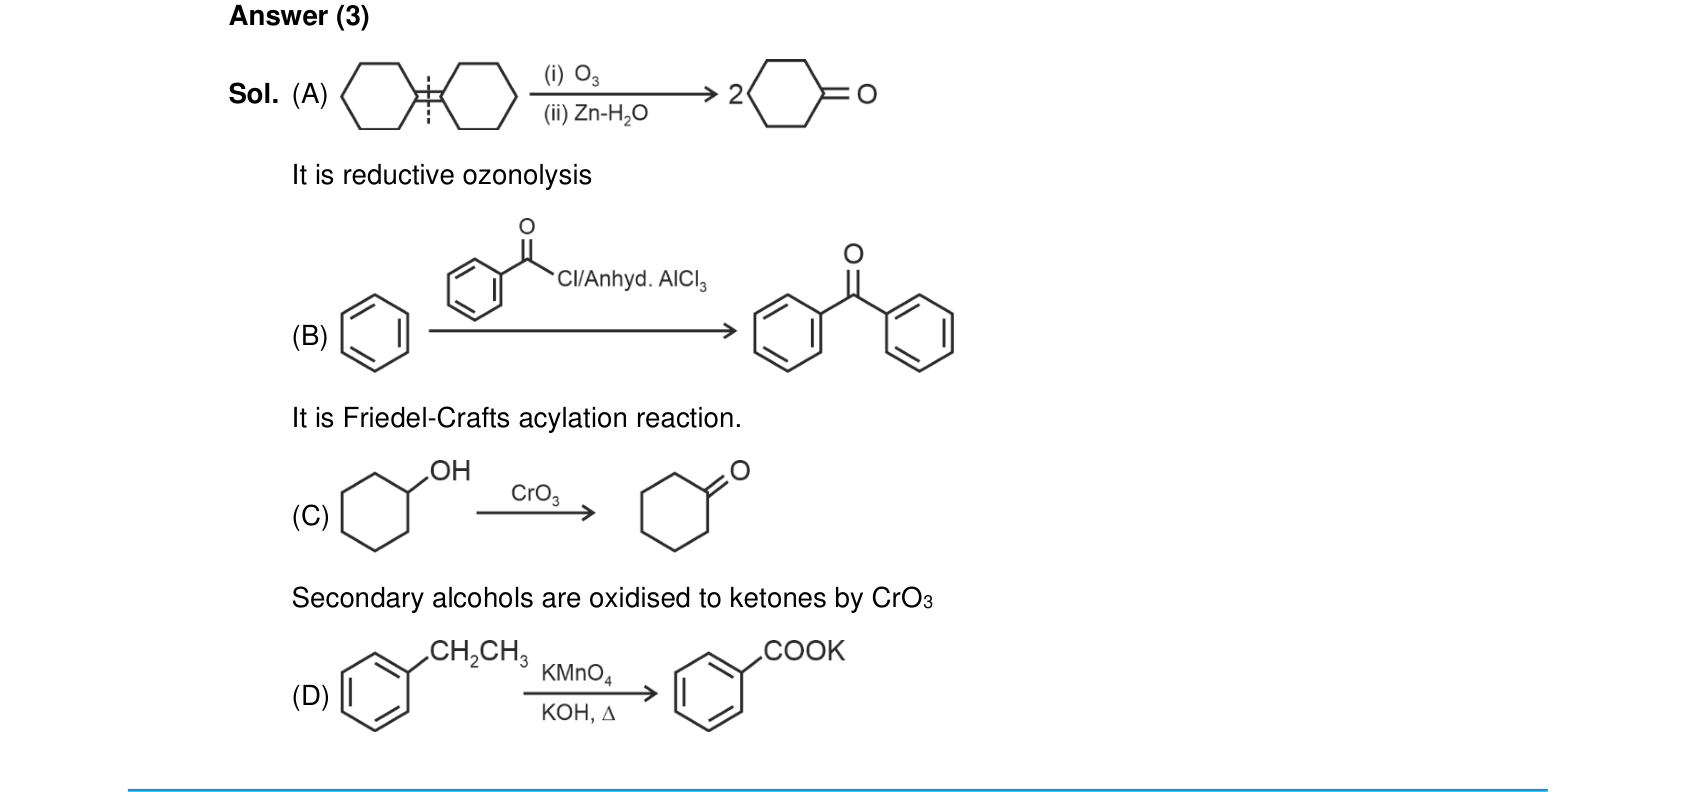 Answer (3)
Sol. (A) (i) O₃ (ii) Zn-H₂O 2 O
It is reductive ozonolysis
O
Cl/Anhyd. AlCl₃
O
(B)
It is Friedel-Crafts acylation reaction.
(C) OH CrO₃ O
Secondary alcohols are oxidised to ketones by CrO₃
(D) CH₂CH₃ KMnO₄ KOH, Δ COOK